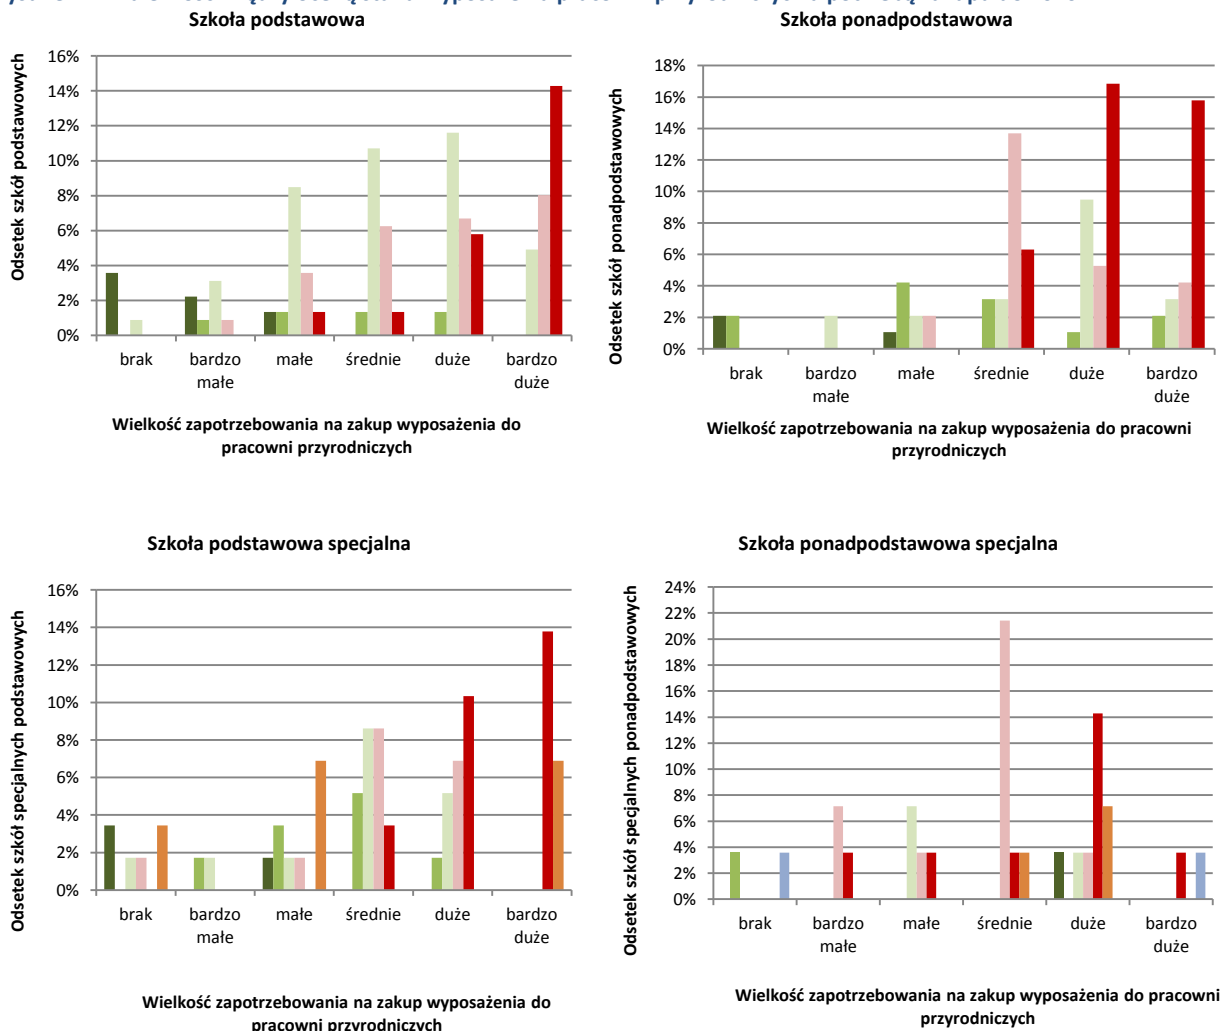 Szkoła podstawowa
Odsetek szkół podstawowych
16%
14%
12%
10%
8%
6%
4%
2%
0%
brak
bardzo
małe
małe
średnie
duże
bardzo
duże
Wielkość zapotrzebowania na zakup wyposażenia do
pracowni przyrodniczych
Szkoła ponadpodstawowa
Odsetek szkół ponadpodstawowych
18%
16%
14%
12%
10%
8%
6%
4%
2%
0%
brak
bardzo
małe
małe
średnie
duże
bardzo
duże
Wielkość zapotrzebowania na zakup wyposażenia do pracowni
przyrodniczych
Szkoła podstawowa specjalna
Odsetek szkół specjalnych podstawowych
16%
14%
12%
10%
8%
6%
4%
2%
0%
brak
bardzo
małe
małe
średnie
duże
bardzo
duże
Wielkość zapotrzebowania na zakup wyposażenia do
pracowni przyrodniczych
Szkoła ponadpodstawowa specjalna
Odsetek szkół specjalnych ponadpodstawowych
24%
22%
20%
18%
16%
14%
12%
10%
8%
6%
4%
2%
0%
brak
bardzo
małe
małe
średnie
duże
bardzo
duże
Wielkość zapotrzebowania na zakup wyposażenia do pracowni
przyrodniczych